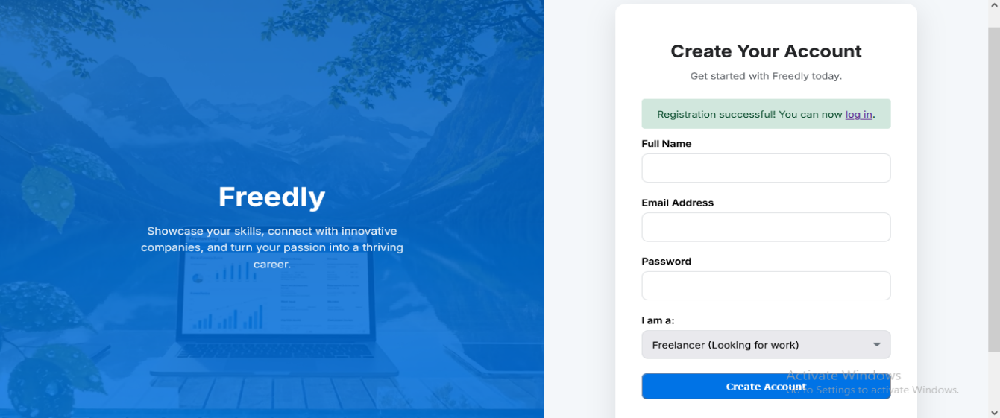 Freedly
Showcase your skills, connect with innovative
companies, and turn your passion into a thriving
career.
Create Your Account
Get started with Freedly today.
Registration successful! You can now log in.
Full Name
Email Address
Password
I am a:
Freelancer (Looking for work)
Create Account
Activate Windows
Go to Settings to activate Windows.